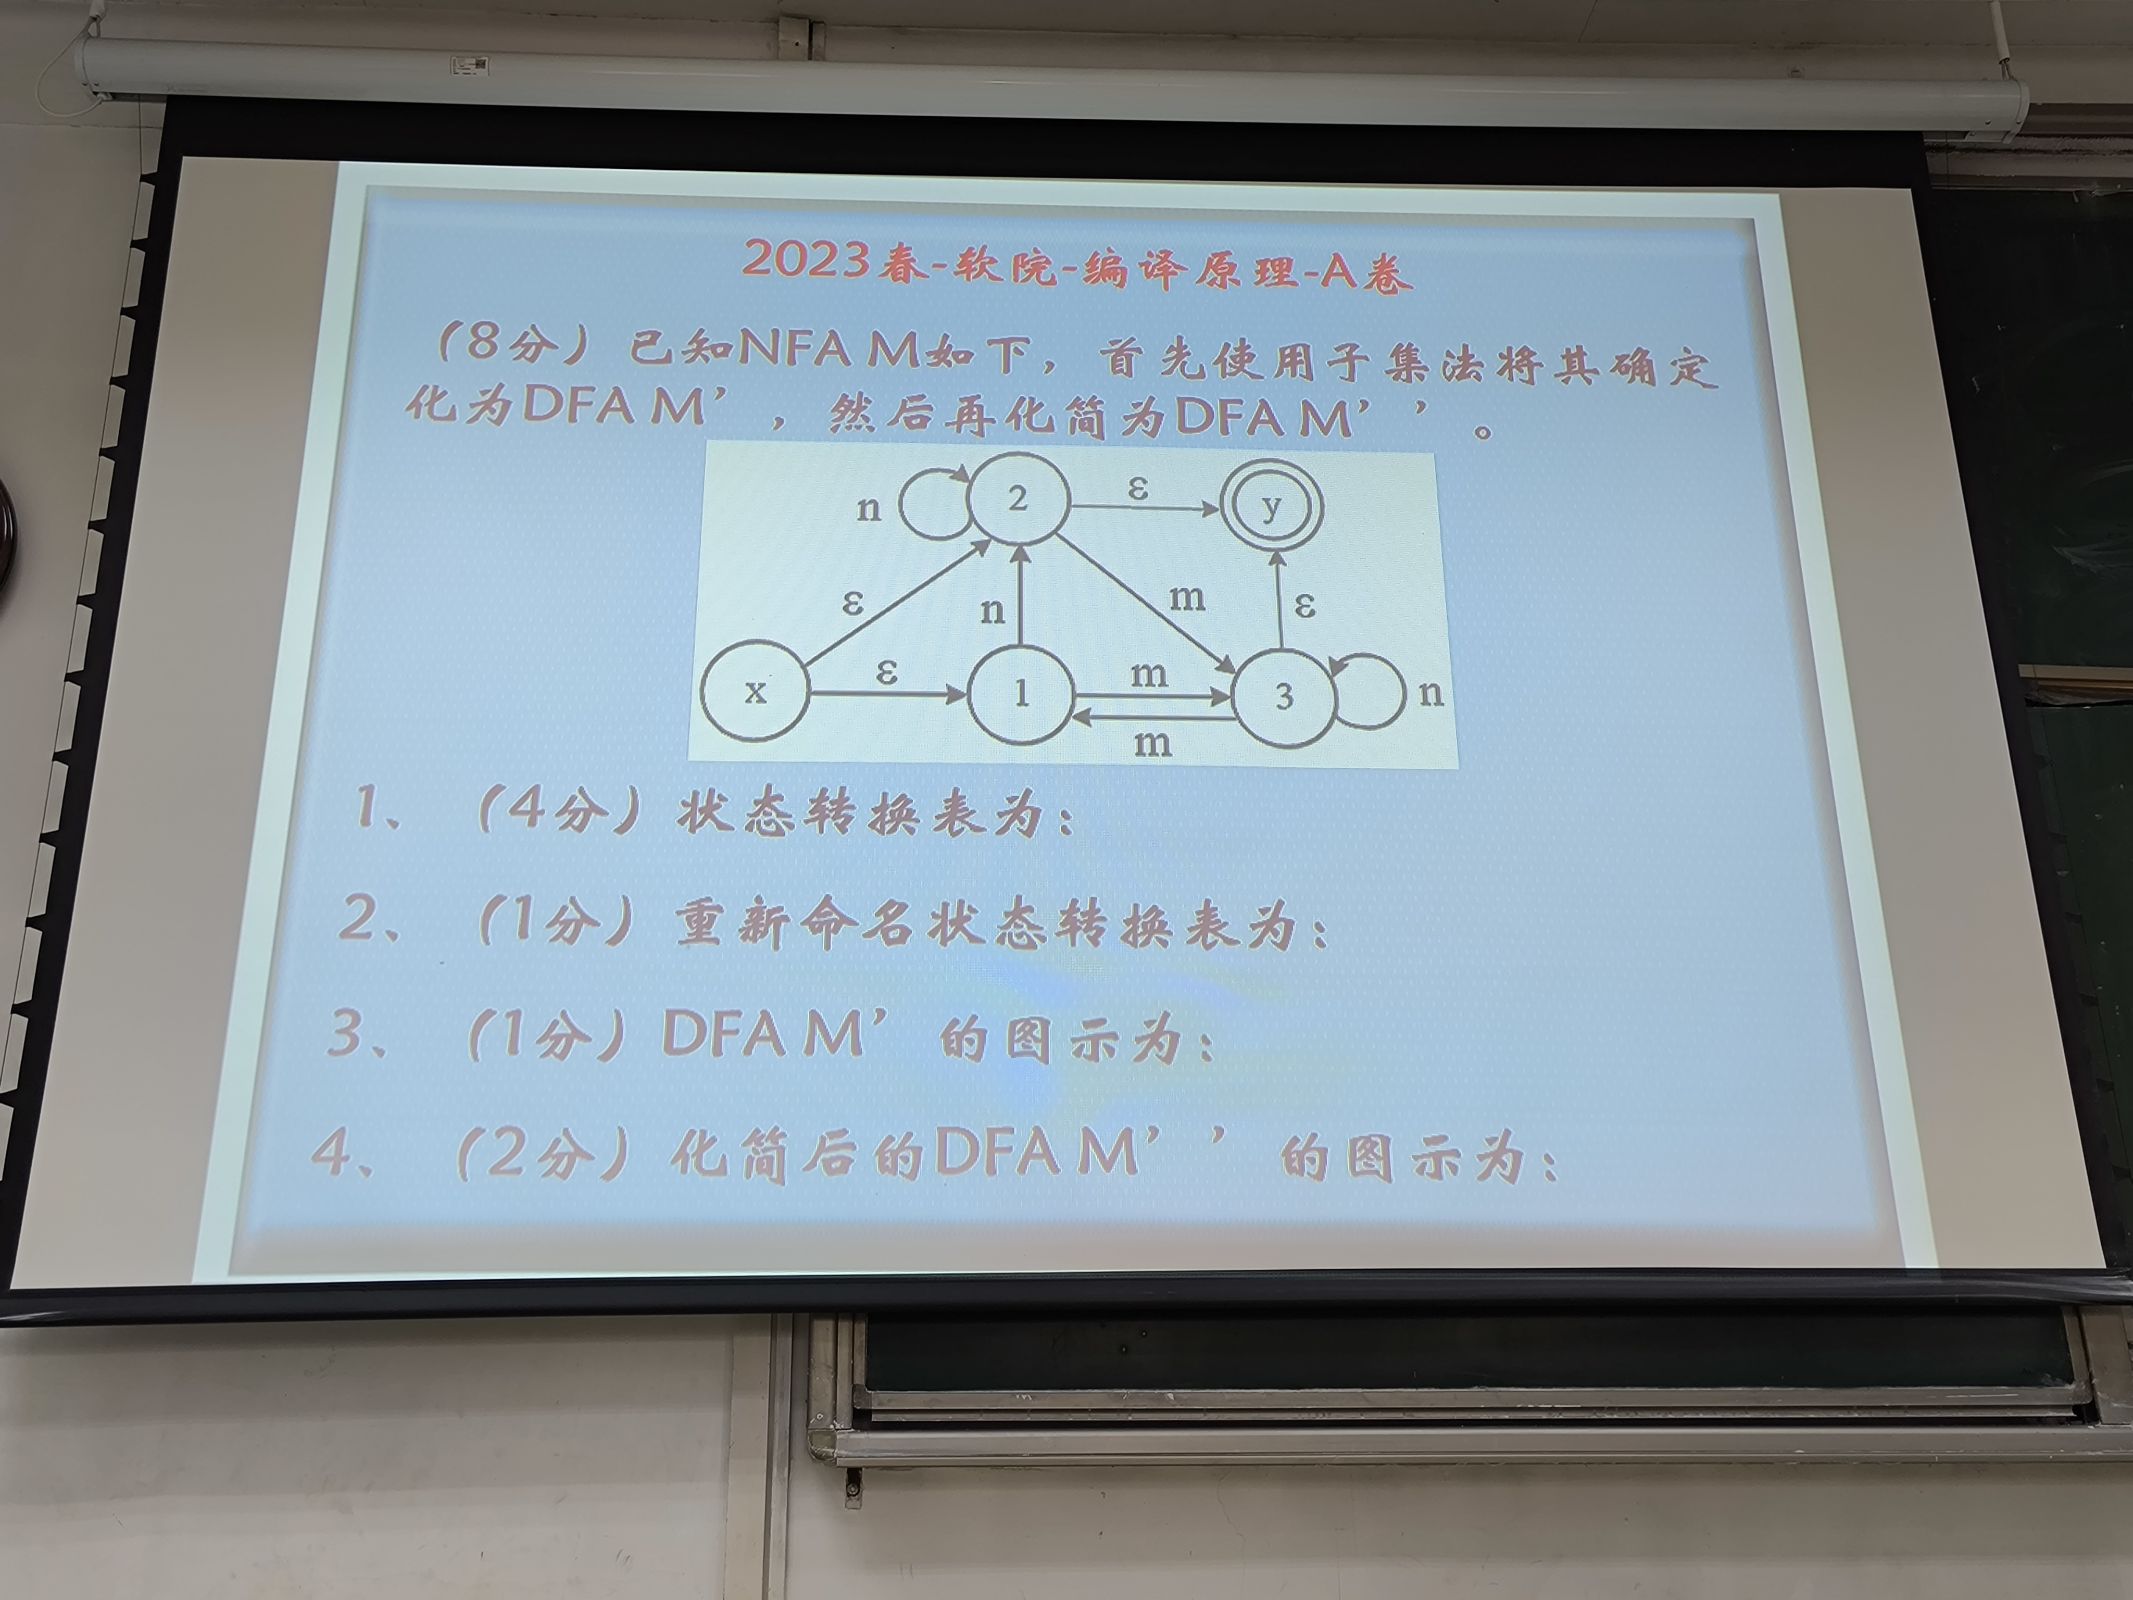 2023春-软院-编译原理-A卷
（8分）已知NFA M如下，首先使用子集法将其确定
化为DFA M’，然后再化简为DFA M’’。
n 2 ε y
ε n m ε
x ε 1 m 3 n
m
1、（4分）状态转换表为：
2、（1分）重新命名状态转换表为：
3、（1分）DFA M’的图示为：
4、（2分）化简后的DFA M’’的图示为：